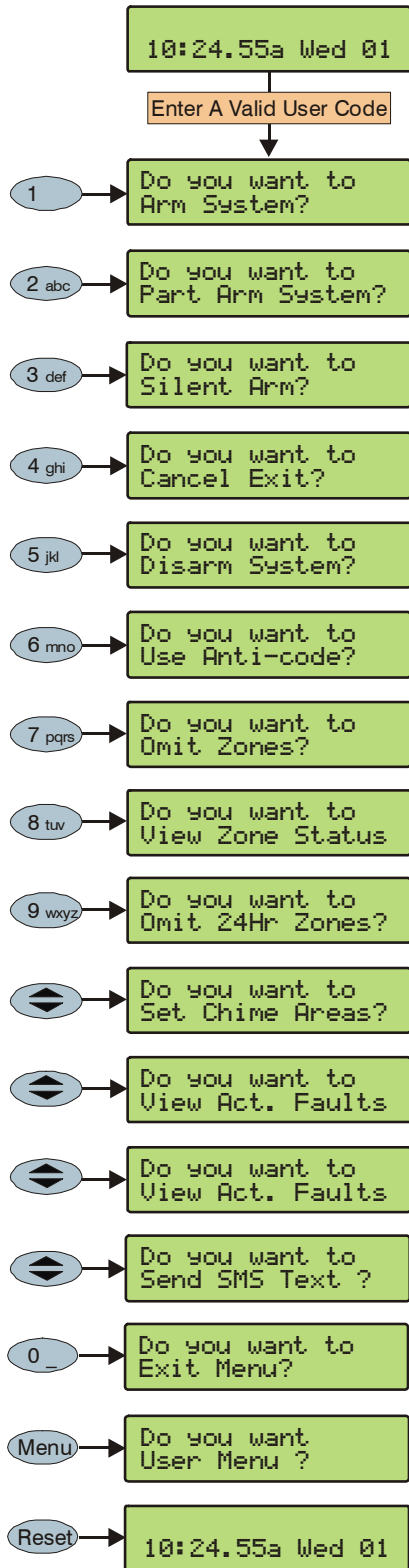 10:24.55a Wed 01
Enter A Valid User Code
1
Do you want to
Arm System?
2 abc
Do you want to
Part Arm System?
3 def
Do you want to
Silent Arm?
4 ghi
Do you want to
Cancel Exit?
5 jkl
Do you want to
Disarm System?
6 mno
Do you want to
Use Anti-code?
7 pqrs
Do you want to
Omit Zones?
8 tuv
Do you want to
View Zone Status
9 wxyz
Do you want to
Omit 24Hr Zones?
Do you want to
Set Chime Areas?
Do you want to
View Act. Faults
Do you want to
View Act. Faults
Do you want to
Send SMS Text ?
0 _
Do you want to
Exit Menu?
Menu
Do you want
User Menu ?
Reset
10:24.55a Wed 01